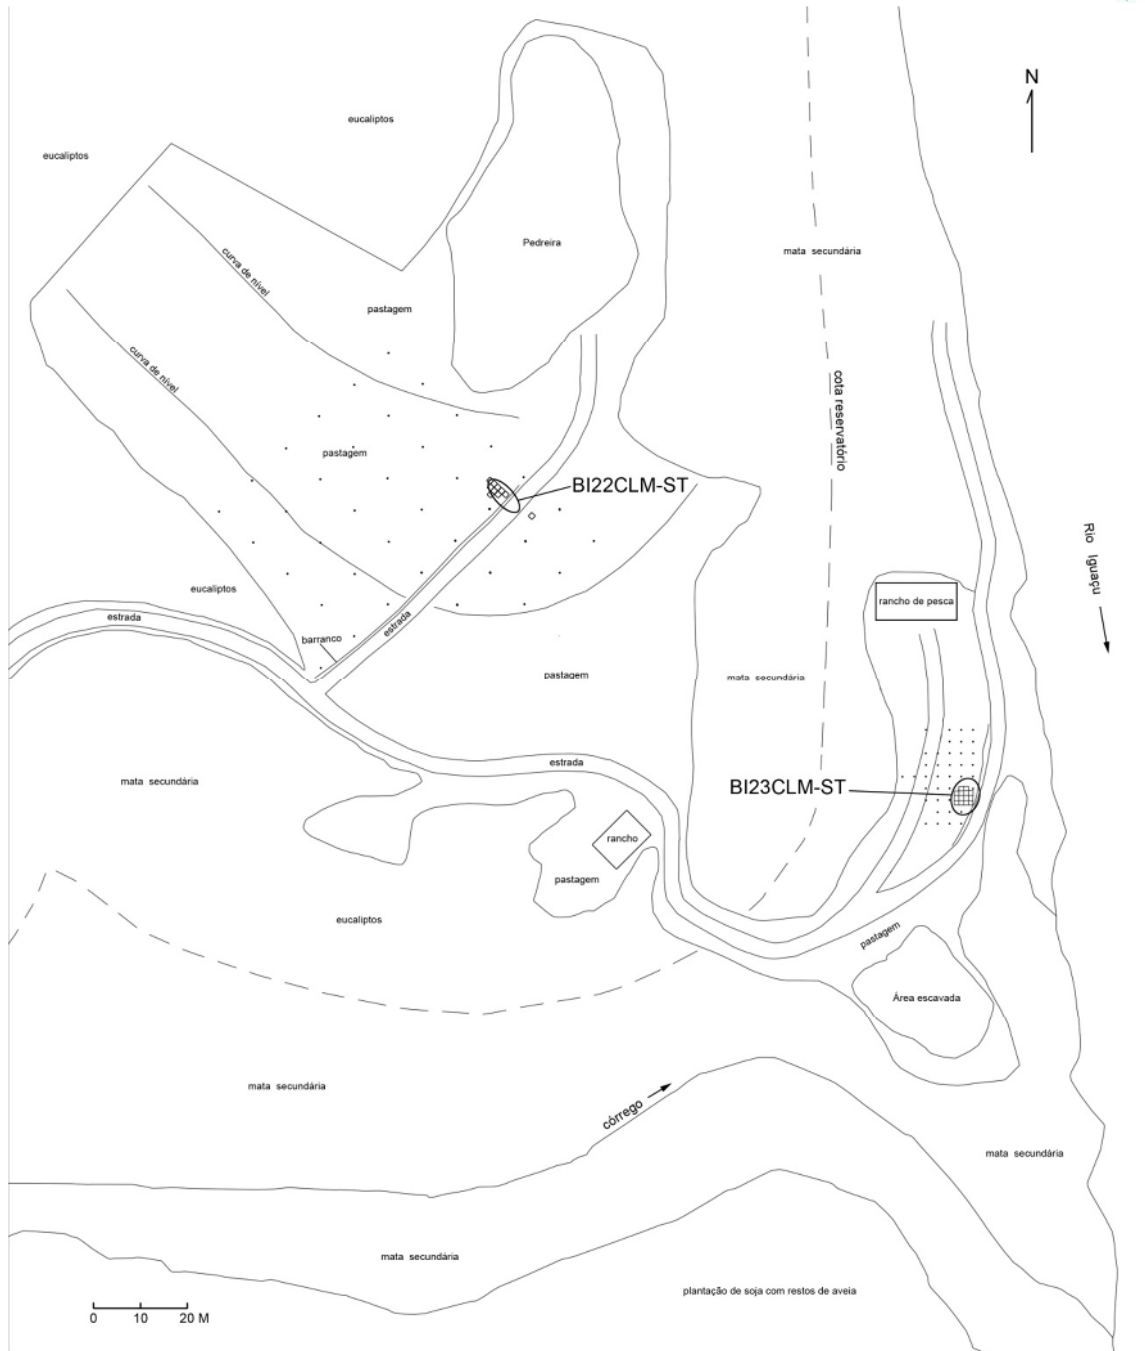 N
eucaliptos
eucaliptos
Pedreira
mata secundária
curva de nível
pastagem
curva de nível
cota reservatório
pastagem
BI22CLM-ST
Rio Iguaçu
eucaliptos
rancho de pesca
estrada
estrada
barranco
pastagem
mata secundária
estrada
mata secundária
BI23CLM-ST
rancho
pastagem
eucaliptos
pastagem
Área escavada
mata secundária
córrego
mata secundária
mata secundária
plantação de soja com restos de aveia
0 10 20 M